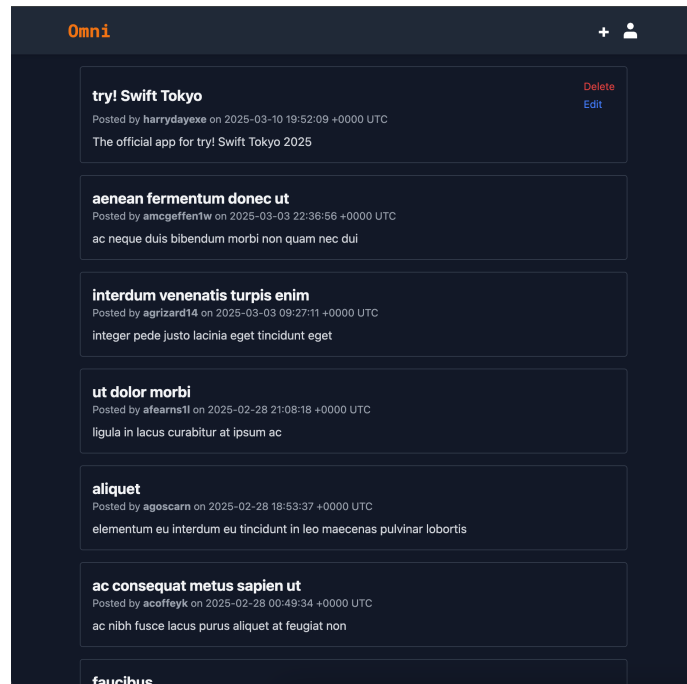 Omni
try! Swift Tokyo
Delete
Posted by harrydayexe on 2025-03-10 19:52:09 +0000 UTC
Edit
The official app for try! Swift Tokyo 2025
aenean fermentum donec ut
Posted by amcgeffen1w on 2025-03-03 22:36:56 +0000 UTC
ac neque duis bibendum morbi non quam nec dui
interdum venenatis turpis enim
Posted by agrizard14 on 2025-03-03 09:27:11 +0000 UTC
integer pede justo lacinia eget tincidunt eget
ut dolor morbi
Posted by afearns1l on 2025-02-28 21:08:18 +0000 UTC
ligula in lacus curabitur at ipsum ac
aliquet
Posted by agoscarn on 2025-02-28 18:53:37 +0000 UTC
elementum eu interdum eu tincidunt in leo maecenas pulvinar lobortis
ac consequat metus sapien ut
Posted by acoffeyk on 2025-02-28 00:49:34 +0000 UTC
ac nibh fusce lacus purus aliquet at feugiat non
faucibus